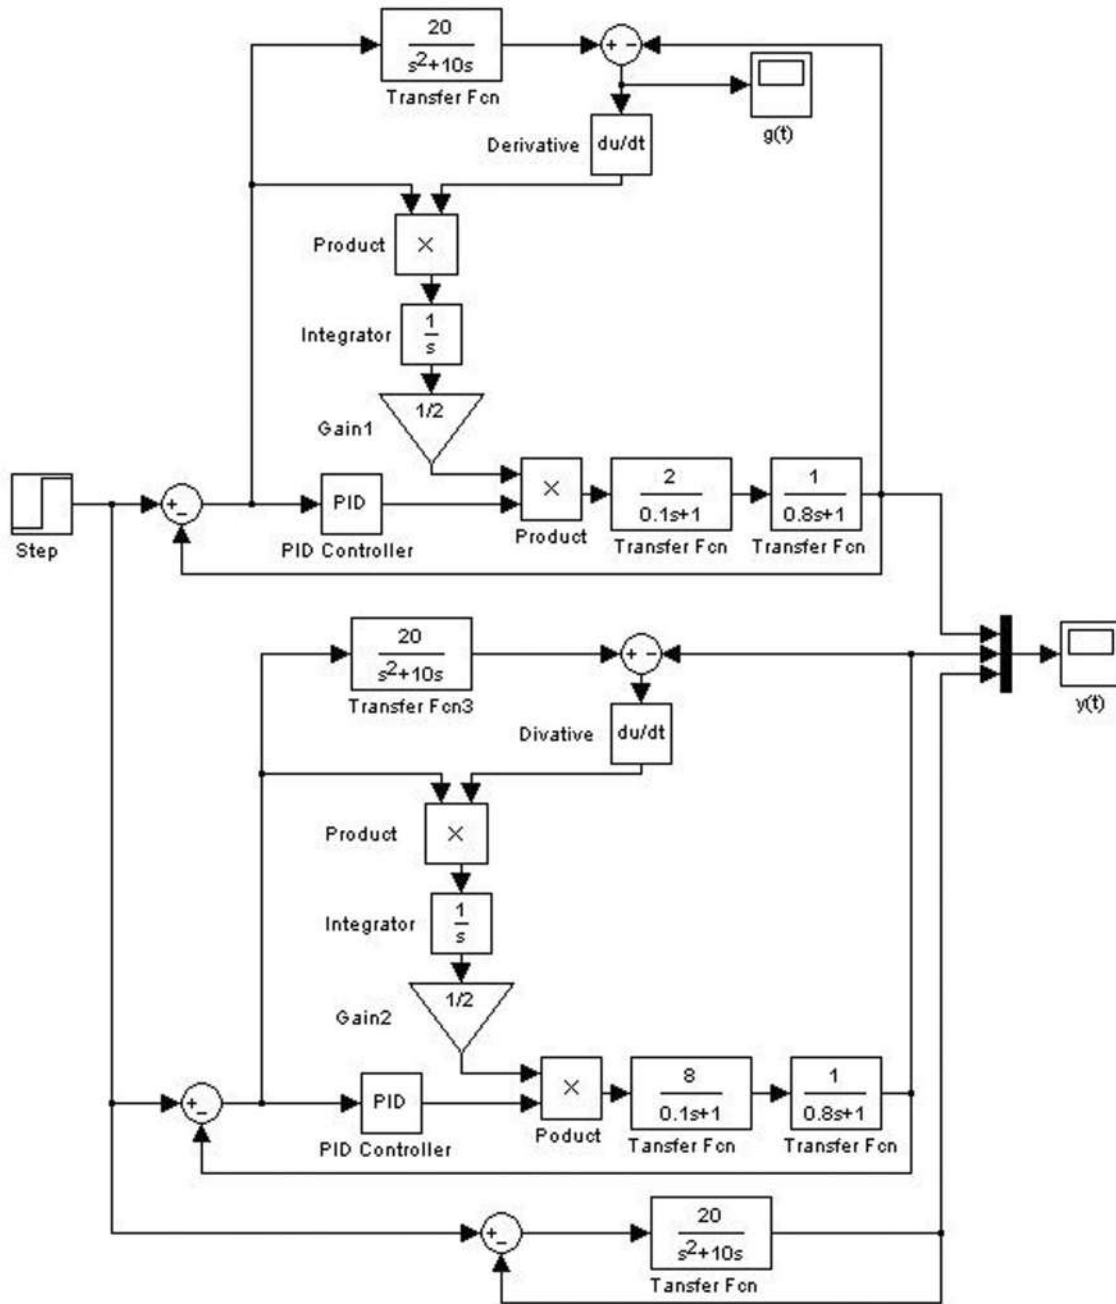 20
s²+10s
Transfer Fcn
+ −
g(t)
Derivative
du/dt
Product
×
Integrator
1
s
1/2
Gain1
Step
+
−
PID
PID Controller
×
Product
2
0.1s+1
Transfer Fcn
1
0.8s+1
Transfer Fcn
20
s²+10s
Transfer Fcn3
+ −
y(t)
Divative
du/dt
Product
×
Integrator
1
s
1/2
Gain2
+
−
PID
PID Controller
×
Poduct
8
0.1s+1
Tansfer Fcn
1
0.8s+1
Transfer Fcn
+
−
20
s²+10s
Tansfer Fcn